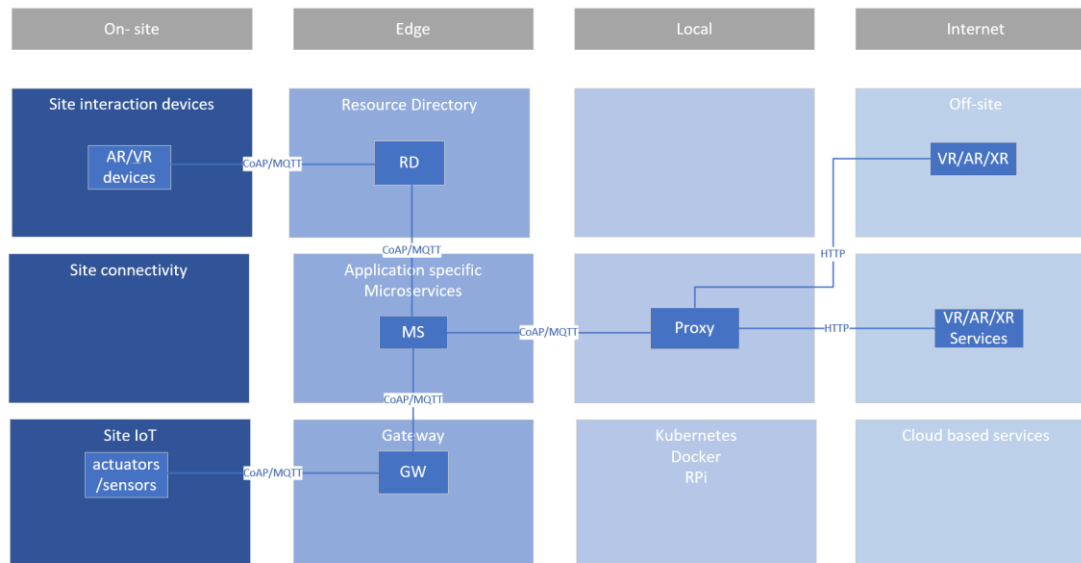 On- site
Edge
Local
Internet
Site interaction devices
Resource Directory
Off-site
AR/VR
devices
CoAP/MQTT
RD
VR/AR/XR
CoAP/MQTT
HTTP
Site connectivity
Application specific
Microservices
MS
CoAP/MQTT
Proxy
HTTP
VR/AR/XR
Services
CoAP/MQTT
Site IoT
Gateway
Kubernetes
Docker
RPi
Cloud based services
actuators
/sensors
CoAP/MQTT
GW